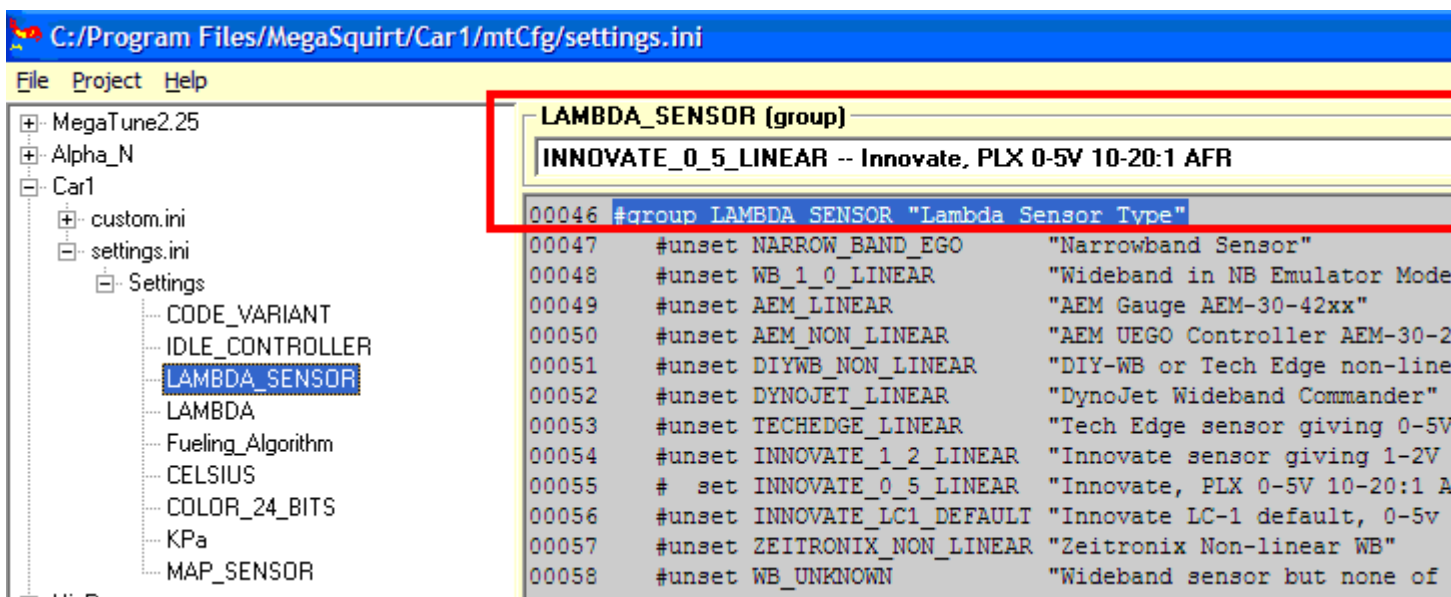 C:/Program Files/MegaSquirt/Car1/mtCfg/settings.ini
File Project Help
MegaTune2.25
Alpha_N
Car1
custom.ini
settings.ini
Settings
CODE_VARIANT
IDLE_CONTROLLER
LAMBDA_SENSOR
LAMBDA
Fueling_Algorithm
CELSIUS
COLOR_24_BITS
KPa
MAP_SENSOR
LAMBDA_SENSOR (group)
INNOVATE_0_5_LINEAR -- Innovate, PLX 0-5V 10-20:1 AFR
00046 #group LAMBDA_SENSOR "Lambda Sensor Type"
00047 #unset NARROW_BAND_EGO "Narrowband Sensor"
00048 #unset WB_1_0_LINEAR "Wideband in NB Emulator Mode
00049 #unset AEM_LINEAR "AEM Gauge AEM-30-42xx"
00050 #unset AEM_NON_LINEAR "AEM UEGO Controller AEM-30-2
00051 #unset DIYWB_NON_LINEAR "DIY-WB or Tech Edge non-line
00052 #unset DYNOJET_LINEAR "DynoJet Wideband Commander"
00053 #unset TECHEDGE_LINEAR "Tech Edge sensor giving 0-5V
00054 #unset INNOVATE_1_2_LINEAR "Innovate sensor giving 1-2V
00055 # set INNOVATE_0_5_LINEAR "Innovate, PLX 0-5V 10-20:1 A
00056 #unset INNOVATE_LC1_DEFAULT "Innovate LC-1 default, 0-5v
00057 #unset ZEITRONIX_NON_LINEAR "Zeitronix Non-linear WB"
00058 #unset WB_UNKNOWN "Wideband sensor but none of